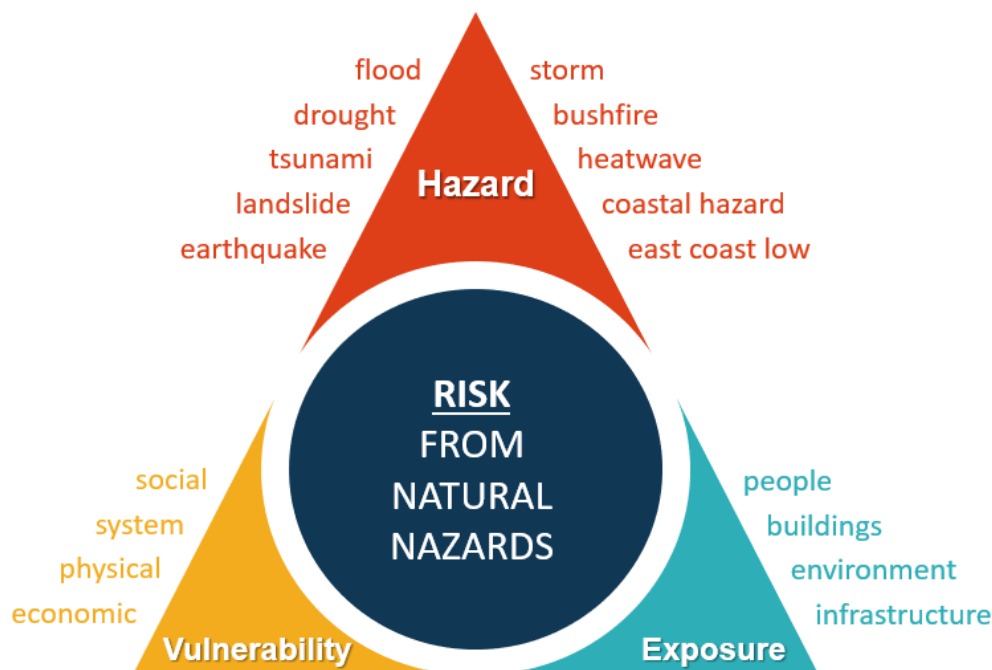 flood
storm
drought
bushfire
tsunami
heatwave
Hazard
landslide
coastal hazard
earthquake
east coast low
RISK
FROM
NATURAL
NAZARDS
social
system
physical
economic
Vulnerability
people
buildings
environment
infrastructure
Exposure